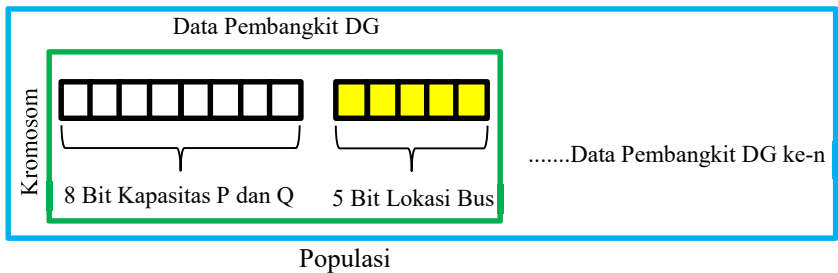 Data Pembangkit DG
Kromosom
8 Bit Kapasitas P dan Q
5 Bit Lokasi Bus
.......Data Pembangkit DG ke-n
Populasi